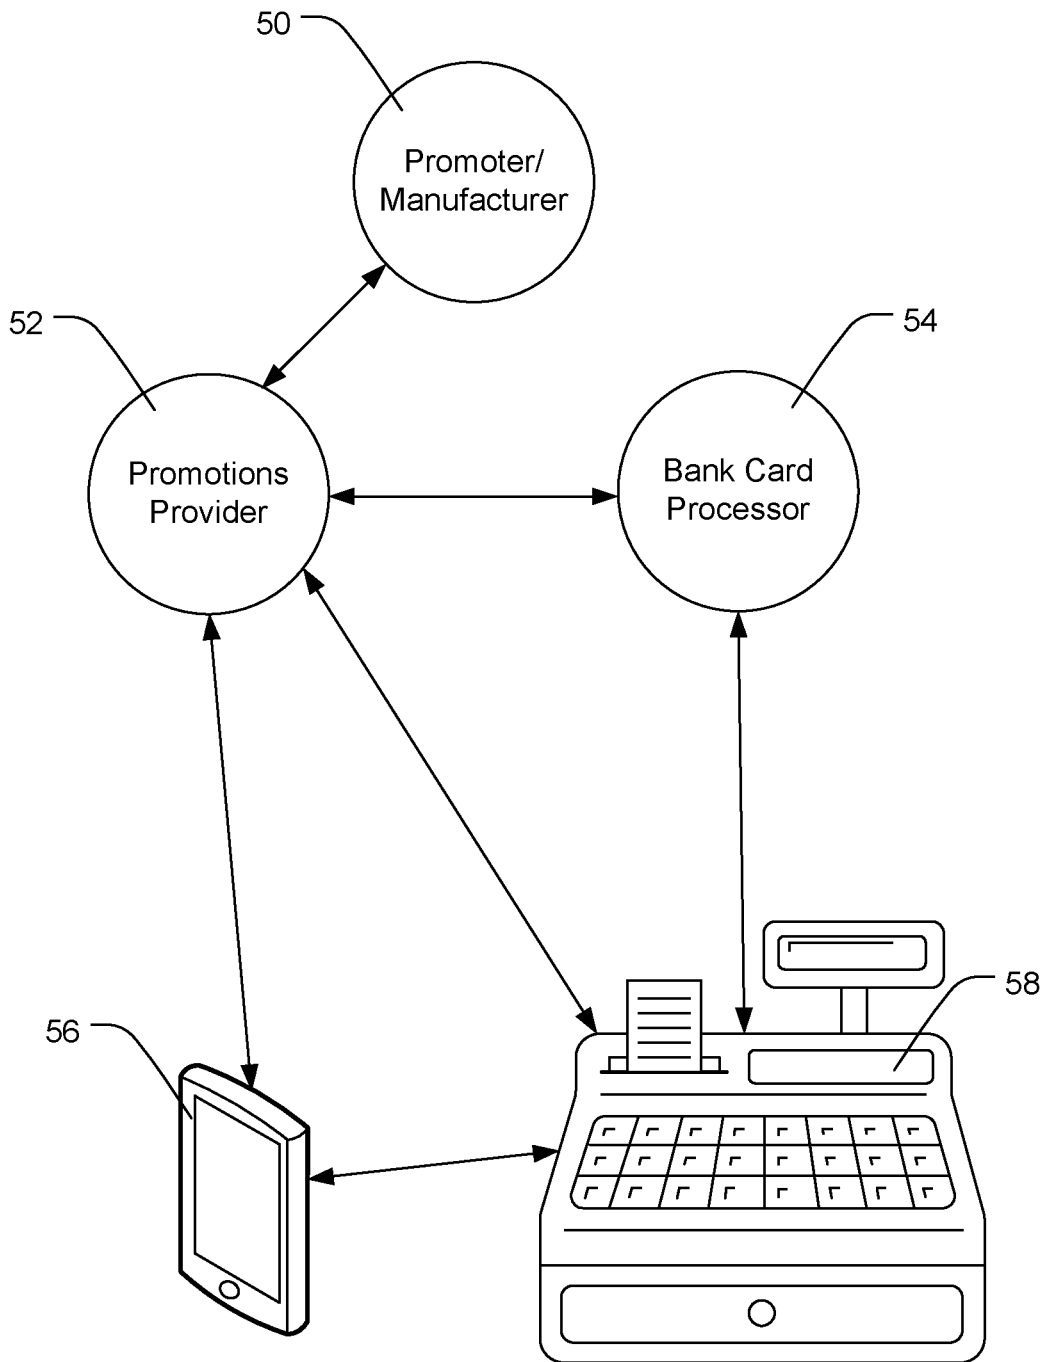 50
Promoter/
Manufacturer
52
54
Promotions
Provider
Bank Card
Processor
58
56